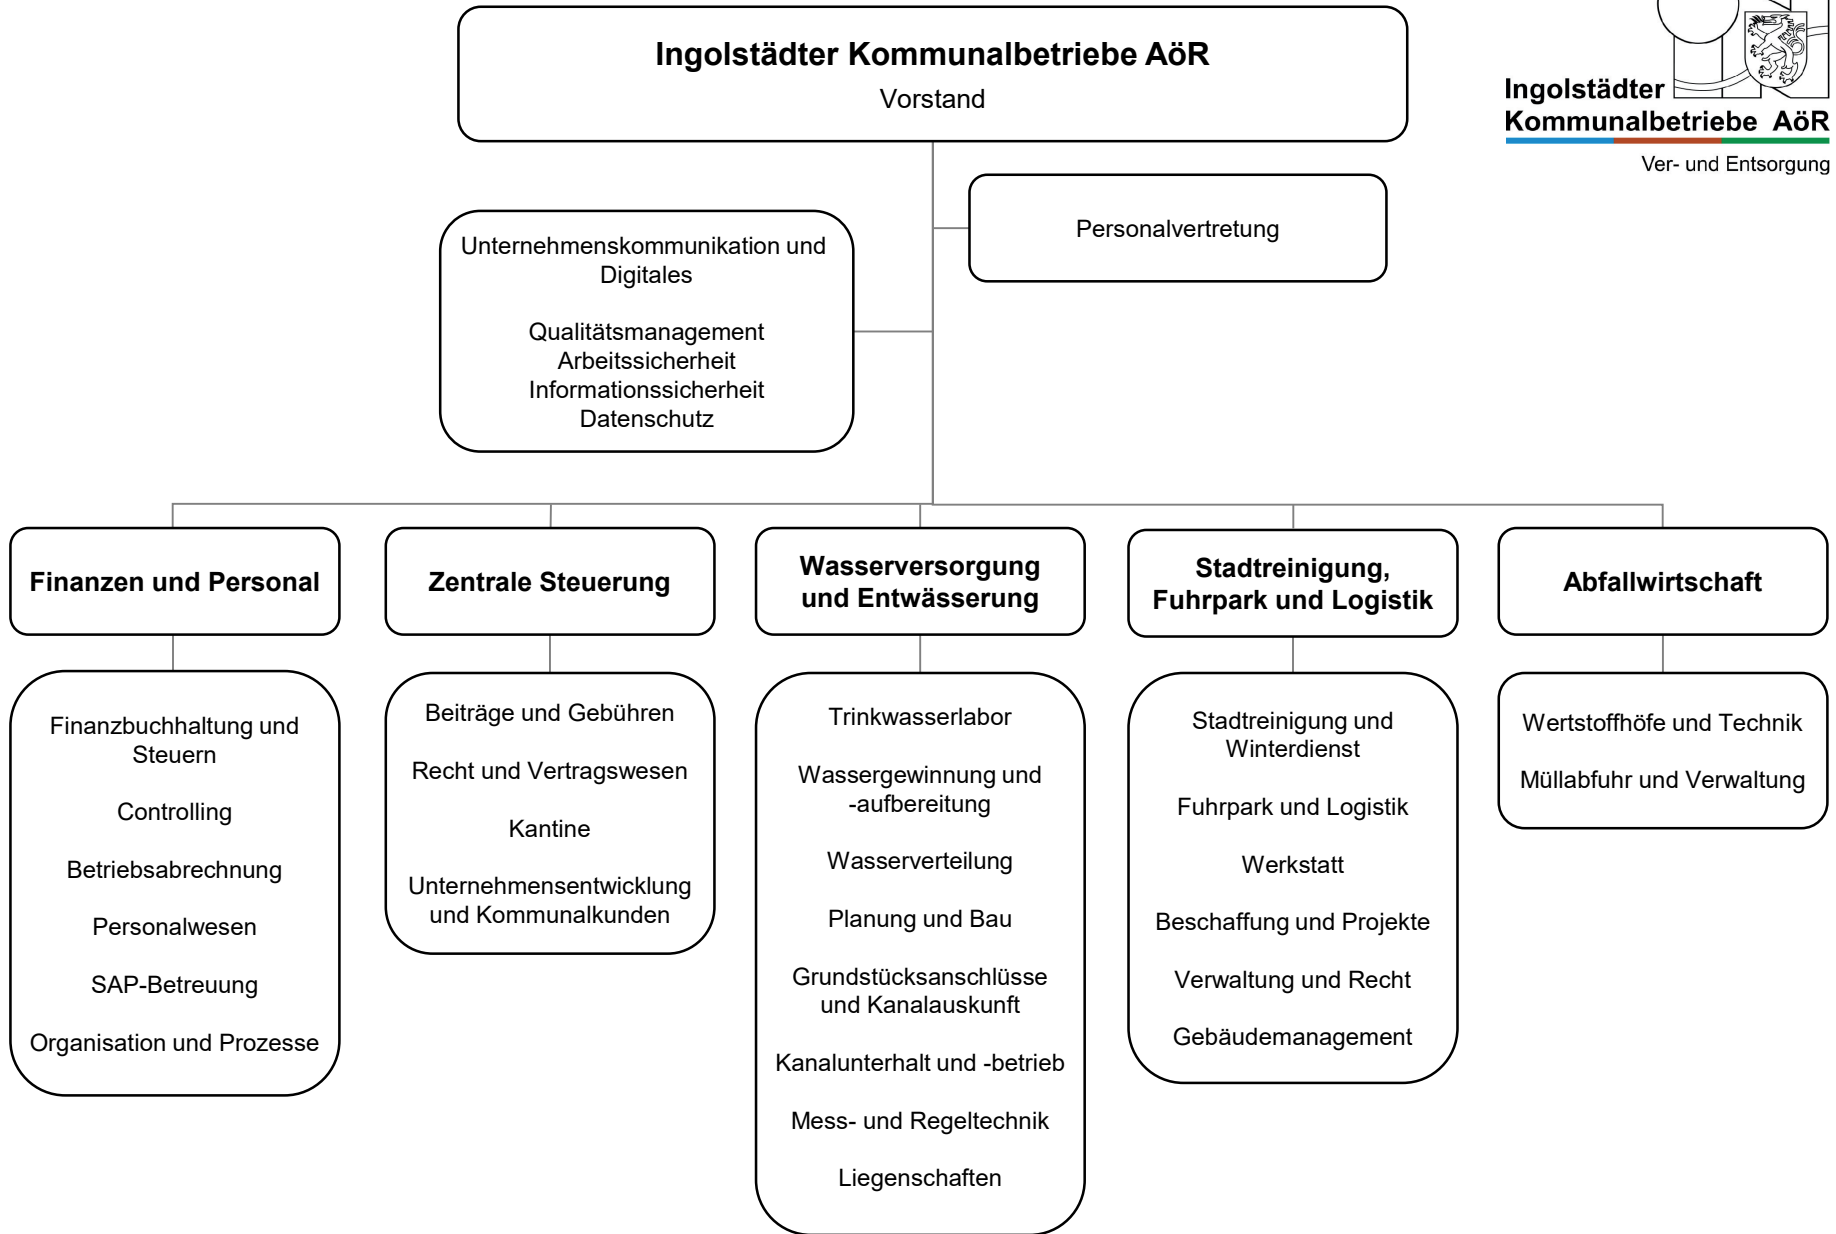 Ingolstädter Kommunalbetriebe AöR
Vorstand
Ingolstädter
Kommunalbetriebe AöR
Ver- und Entsorgung
Personalvertretung
Unternehmenskommunikation und
Digitales
Qualitätsmanagement
Arbeitssicherheit
Informationssicherheit
Datenschutz
Finanzen und Personal
Finanzbuchhaltung und
Steuern
Controlling
Betriebsabrechnung
Personalwesen
SAP-Betreuung
Organisation und Prozesse
Zentrale Steuerung
Beiträge und Gebühren
Recht und Vertragswesen
Kantine
Unternehmensentwicklung
und Kommunalkunden
Wasserversorgung
und Entwässerung
Trinkwasserlabor
Wassergewinnung und
-aufbereitung
Wasserverteilung
Planung und Bau
Grundstücksanschlüsse
und Kanalauskunft
Kanalunterhalt und -betrieb
Mess- und Regeltechnik
Liegenschaften
Stadtreinigung,
Fuhrpark und Logistik
Stadtreinigung und
Winterdienst
Fuhrpark und Logistik
Werkstatt
Beschaffung und Projekte
Verwaltung und Recht
Gebäudemanagement
Abfallwirtschaft
Wertstoffhöfe und Technik
Müllabfuhr und Verwaltung